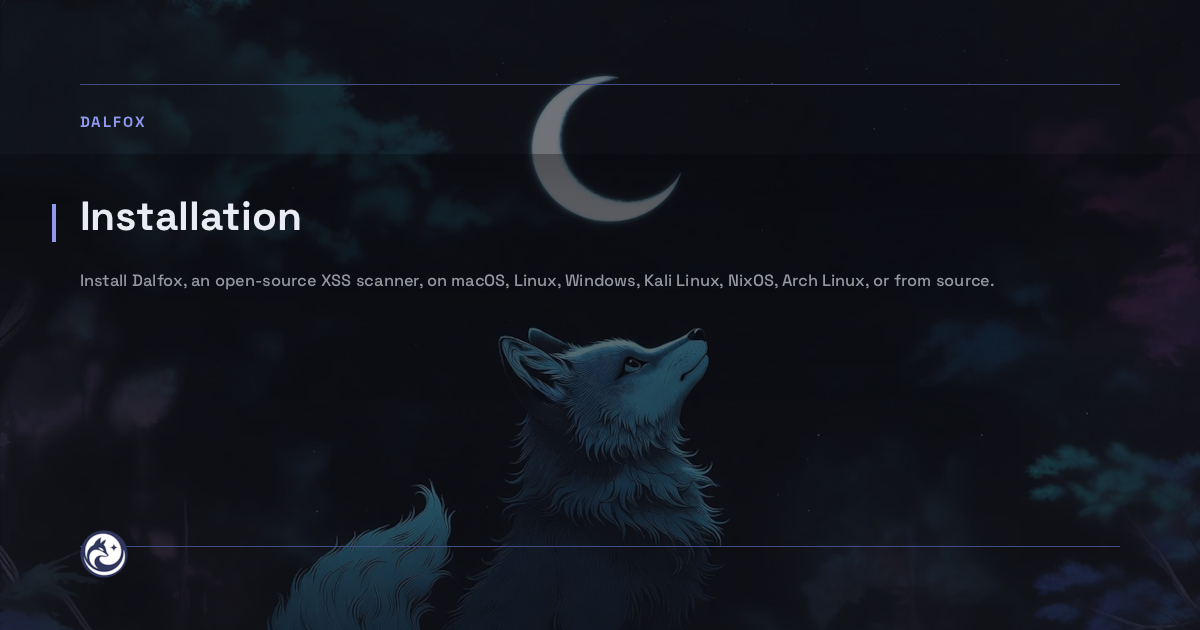 DALFOX
Installation
Install Dalfox, an open-source XSS scanner, on macOS, Linux, Windows, Kali Linux, NixOS, Arch Linux, or from source.